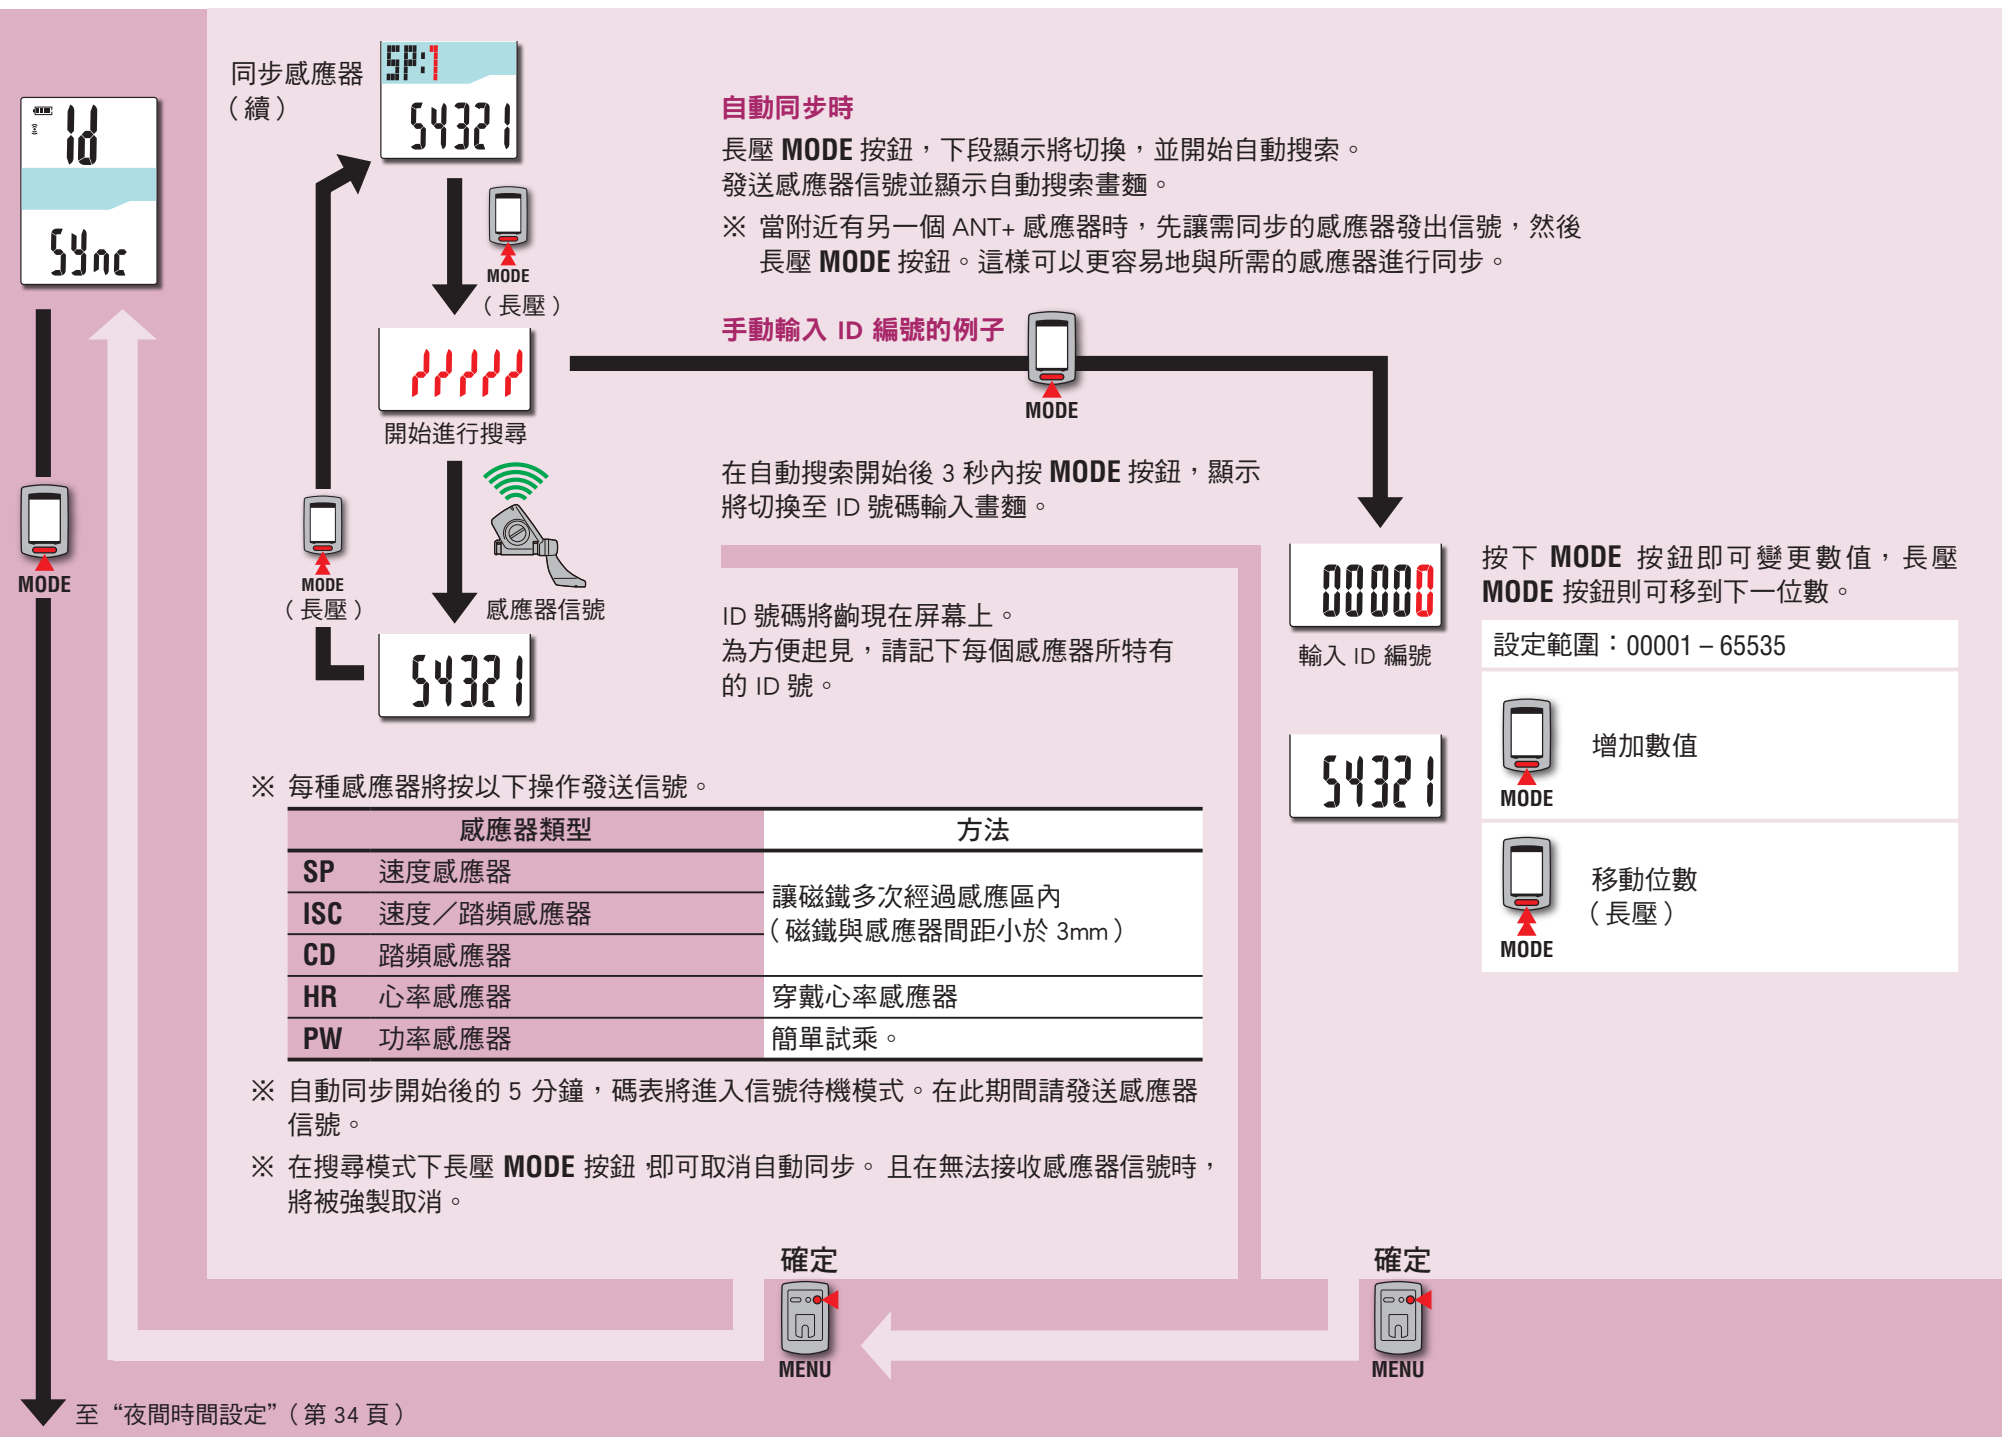 同步感應器
（續）
SP:1
54321
MODE
（長壓）
開始進行搜尋
感應器信號
54321
MODE
（長壓）
Id
SYnc
MODE
自動同步時
長壓 MODE 按鈕，下段顯示將切換，並開始自動搜索。
發送感應器信號並顯示自動搜索畫麵。
※ 當附近有另一個 ANT+ 感應器時，先讓需同步的感應器發出信號，然後
長壓 MODE 按鈕。這樣可以更容易地與所需的感應器進行同步。
手動輸入 ID 編號的例子
MODE
在自動搜索開始後 3 秒內按 MODE 按鈕，顯示
將切換至 ID 號碼輸入畫麵。
ID 號碼將齣現在屏幕上。
為方便起見，請記下每個感應器所特有
的 ID 號。
00000
輸入 ID 編號
54321
按下 MODE 按鈕即可變更數值，長壓
MODE 按鈕則可移到下一位數。
設定範圍：00001 – 65535
MODE
增加數值
MODE
移動位數
（長壓）
※ 每種感應器將按以下操作發送信號。
感應器類型 方法
SP 速度感應器
ISC 速度／踏頻感應器
CD 踏頻感應器
讓磁鐵多次經過感應區內
（磁鐵與感應器間距小於 3mm）
HR 心率感應器 穿戴心率感應器
PW 功率感應器 簡單試乘。
※ 自動同步開始後的 5 分鐘，碼表將進入信號待機模式。在此期間請發送感應器
信號。
※ 在搜尋模式下長壓 MODE 按鈕，即可取消自動同步。 且在無法接收感應器信號時，
將被強製取消。
確定
MENU
確定
MENU
至“夜間時間設定”（第 34 頁）